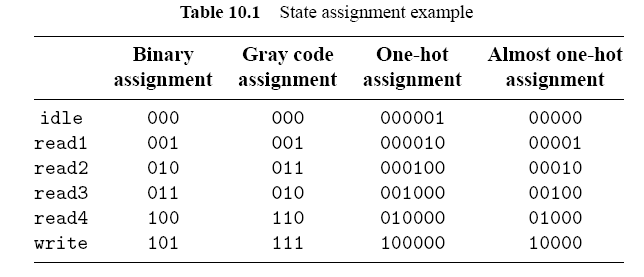 Table 10.1 State assignment example
Binary Gray code One-hot Almost one-hot
assignment assignment assignment assignment
idle 000 000 000001 00000
read1 001 001 000010 00001
read2 010 011 000100 00010
read3 011 010 001000 00100
read4 100 110 010000 01000
write 101 111 100000 10000